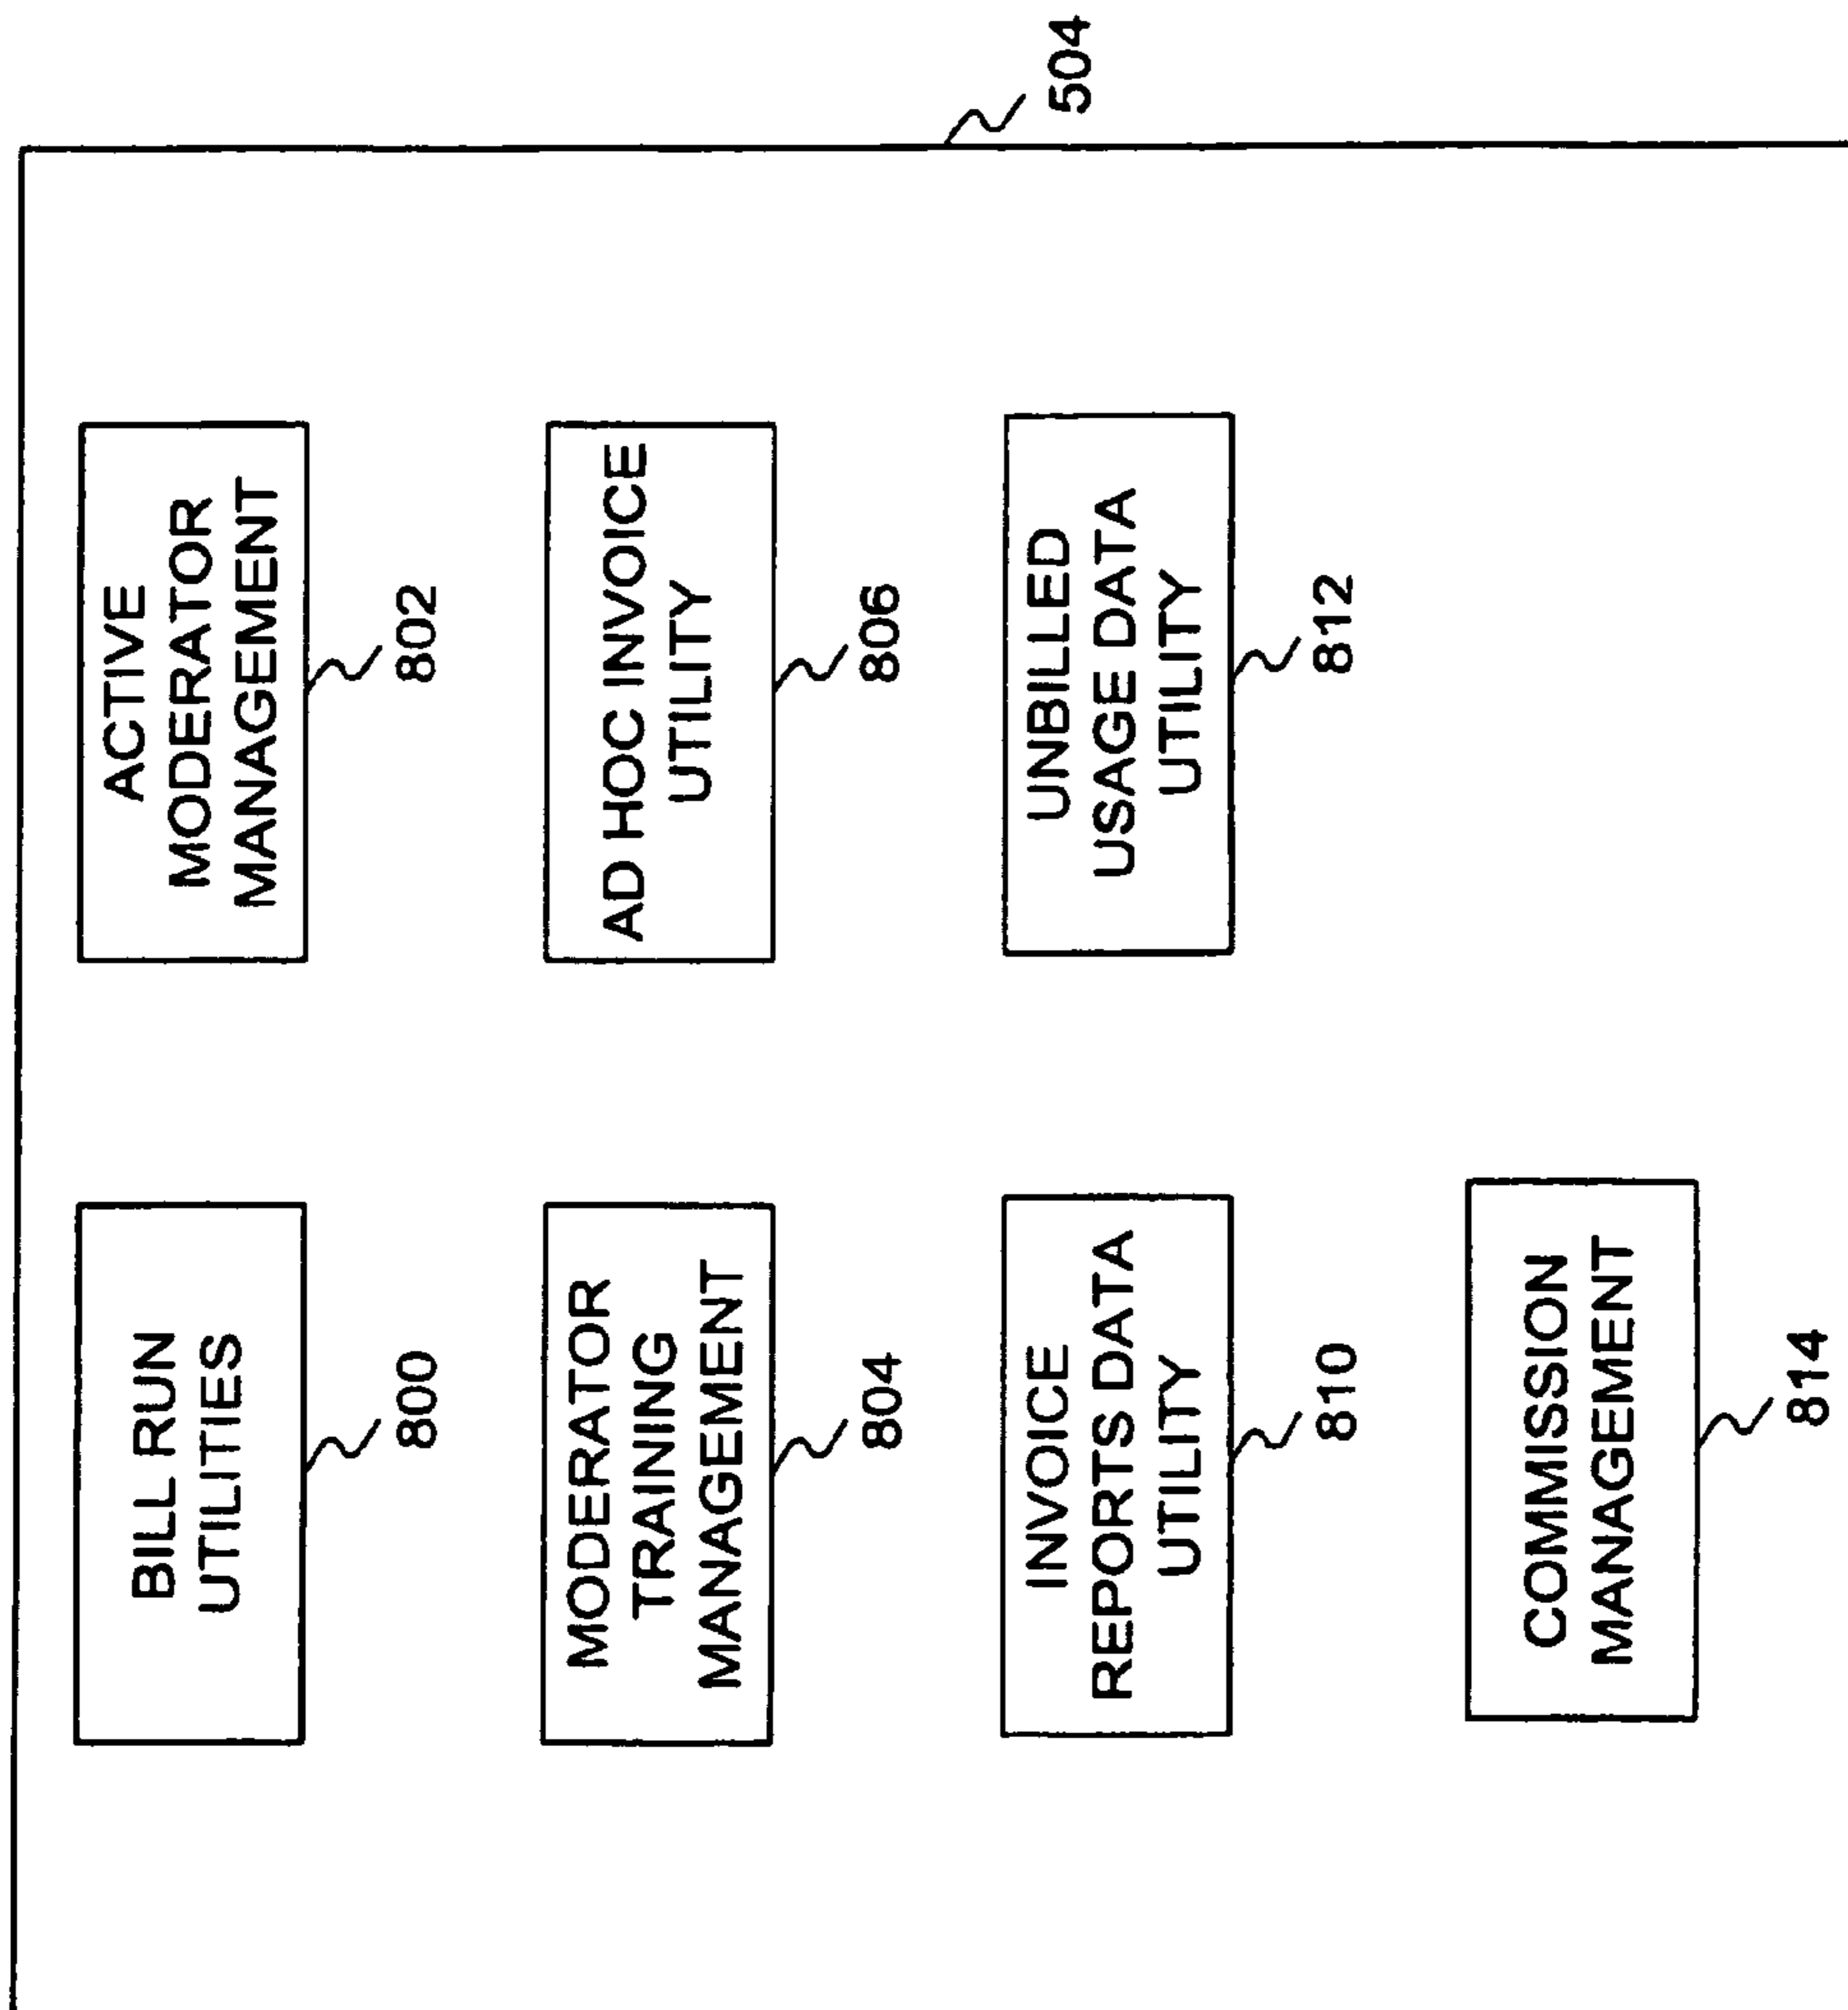 BILL RUN
UTILITIES
800
ACTIVE
MODERATOR
MANAGEMENT
802
MODERATOR
TRAINING
MANAGEMENT
804
AD HOC INVOICE
UTILITY
806
INVOICE
REPORTS DATA
UTILITY
810
UNBILLED
USAGE DATA
UTILITY
812
COMMISSION
MANAGEMENT
814
504